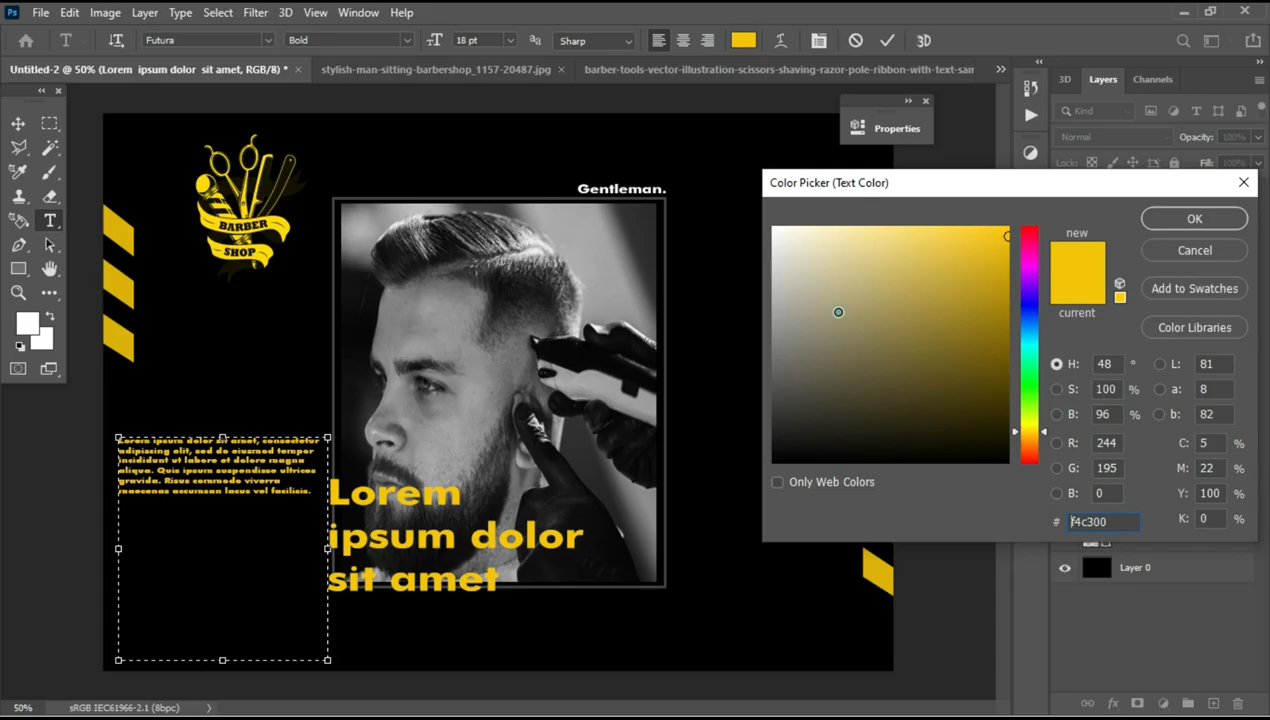 Ps File Edit Image Layer Type Select Filter 3D View Window Help
T Futura Bold 18 pt Sharp 3D
Untitled-2 @ 50% (Lorem ipsum dolor sit amet, RGB/8) * stylish-man-sitting-barbershop_1157-20487.jpg barber-tools-vector-illustration-scissors-shaving-razor-pole-ribbon-with-text-sam
3D Layers Channels
Kind
Normal Opacity: 100%
Lock: Fill: 100%
Properties
Gentleman.
BARBER
SHOP
Lorem ipsum dolor sit amet, consectetur
adipiscing elit, sed do eiusmod tempor
incididunt ut labore et dolore magna
aliqua. Quis ipsum suspendisse ultrices
gravida. Risus commodo viverra
maecenas accumsan lacus vel facilisis.
Lorem
ipsum dolor
sit amet
Color Picker (Text Color)
new
current
OK
Cancel
Add to Swatches
Color Libraries
H: 48 ° L: 81
S: 100 % a: 8
B: 96 % b: 82
R: 244 C: 5 %
G: 195 M: 22 %
B: 0 Y: 100 %
# f4c300 K: 0 %
Only Web Colors
Layer 0
50% sRGB IEC61966-2.1 (8bpc)